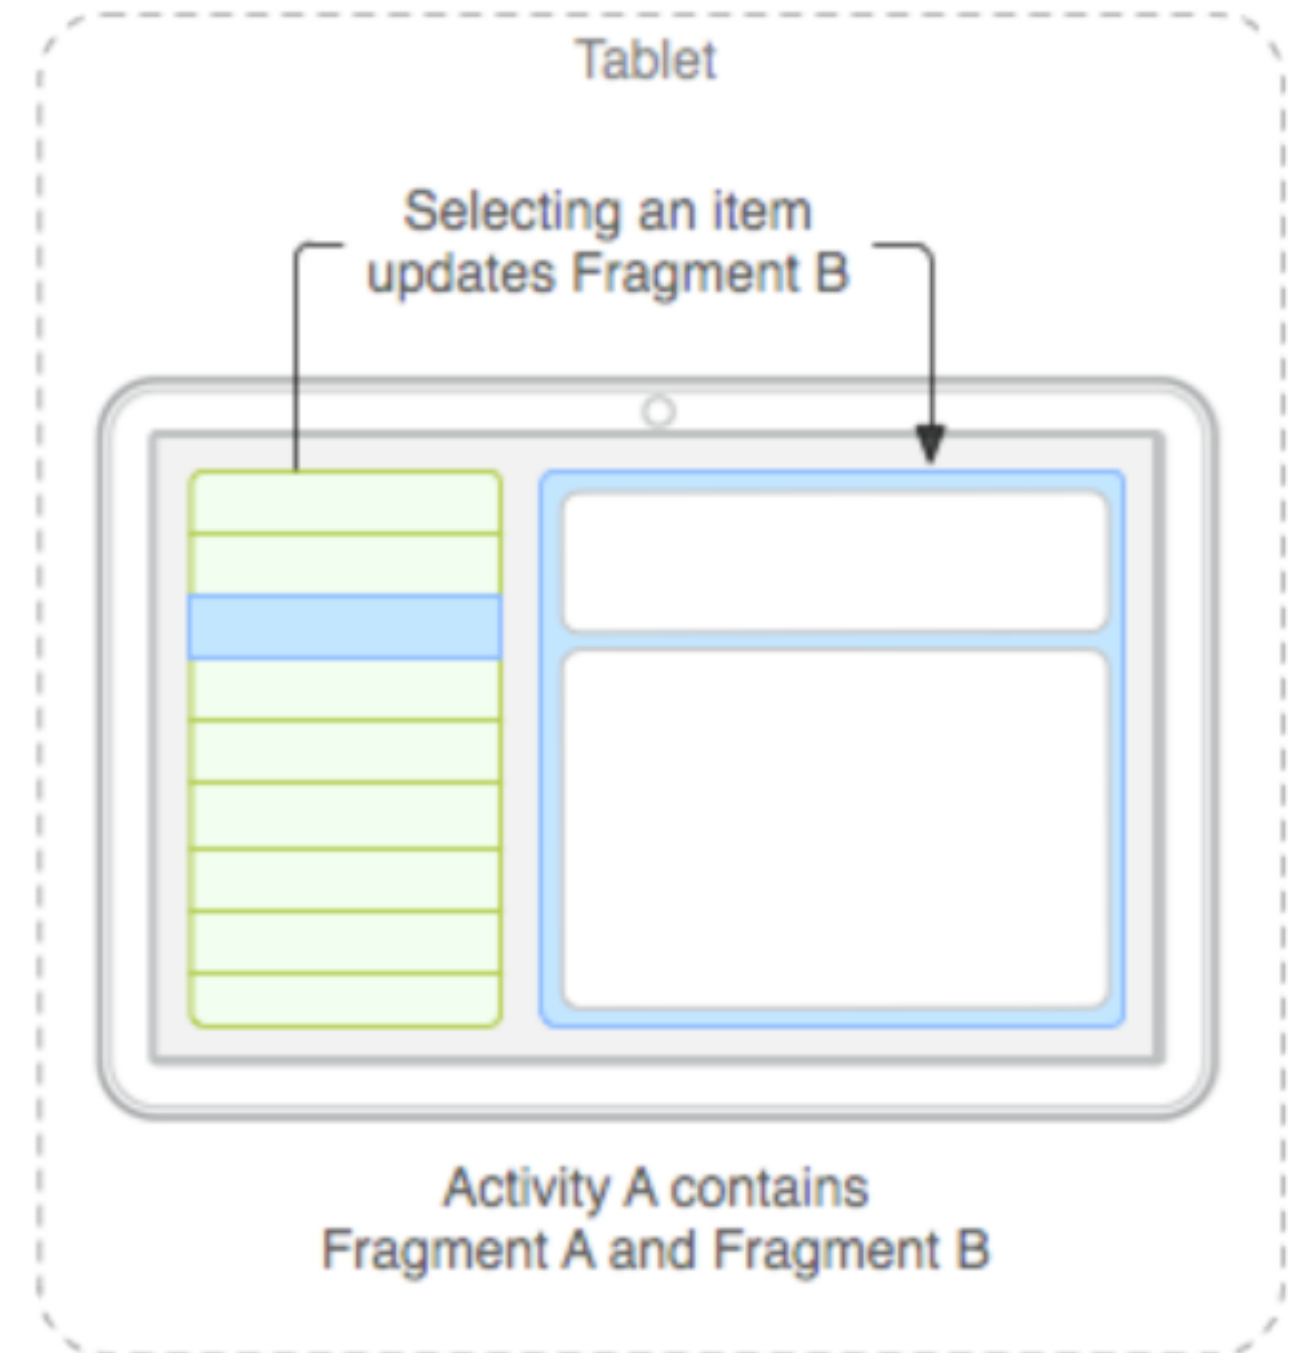 Tablet
Selecting an item
updates Fragment B
Activity A contains
Fragment A and Fragment B